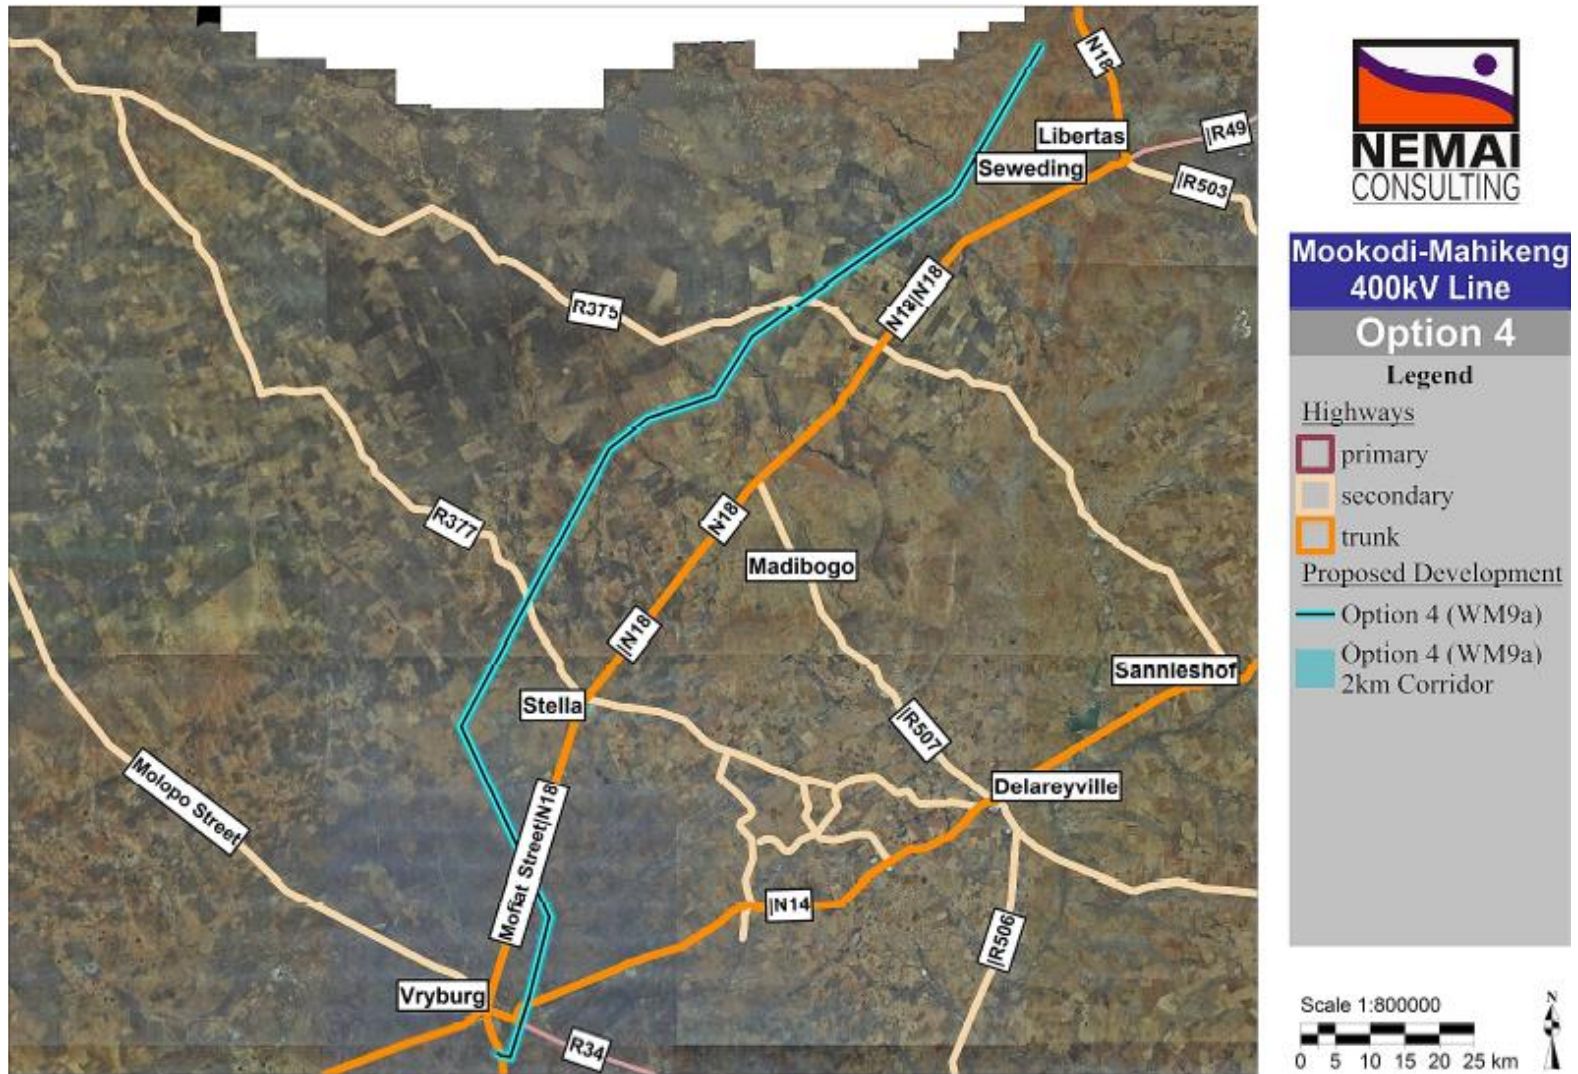 N18
Libertas
|R49
Seweding
|R503
N18|N18
R375
N18
R377
Madibogo
|N18
Sannieshof
Stella
|R507
Molopo Street
Delareyville
Moffat Street|N18
|N14
|R506
Vryburg
R34
NEMAI
CONSULTING
Mookodi-Mahikeng
400kV Line
Option 4
Legend
Highways
primary
secondary
trunk
Proposed Development
Option 4 (WM9a)
Option 4 (WM9a)
2km Corridor
Scale 1:800000
N
0 5 10 15 20 25 km